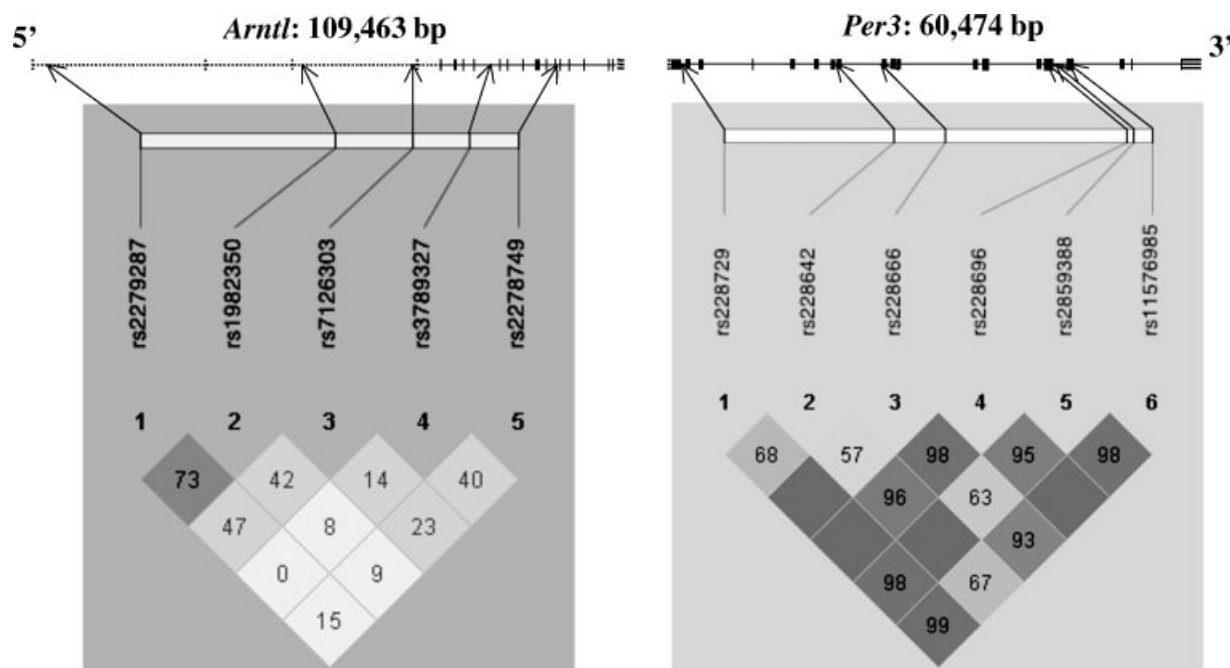 5’
Arntl: 109,463 bp
Per3: 60,474 bp
3’
rs2279287
rs1982350
rs7126303
rs3789327
rs2278749
rs228729
rs228642
rs228666
rs228696
rs2859388
rs11576985
1 2 3 4 5
1 2 3 4 5 6
73 42 14 40
47 8 23
0 9
15
68 57 98 95 98
96 63
93
98 67
99